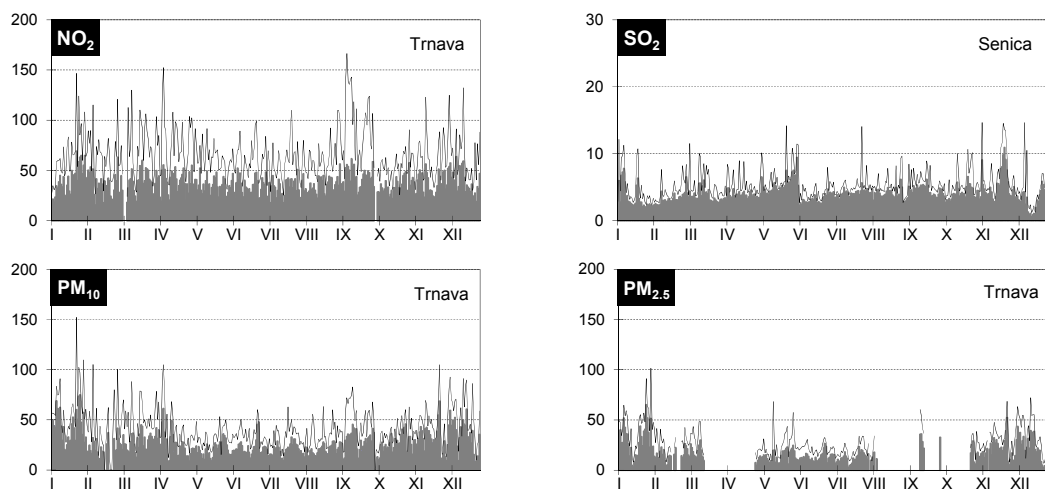 NO2
Trnava
200
150
100
50
0
I II III IV V VI VII VIII IX X XI XII
SO2
Senica
30
20
10
0
I II III IV V VI VII VIII IX X XI XII
PM10
Trnava
200
150
100
50
0
I II III IV V VI VII VIII IX X XI XII
PM2.5
Trnava
200
150
100
50
0
I II III IV V VI VII VIII IX X XI XII